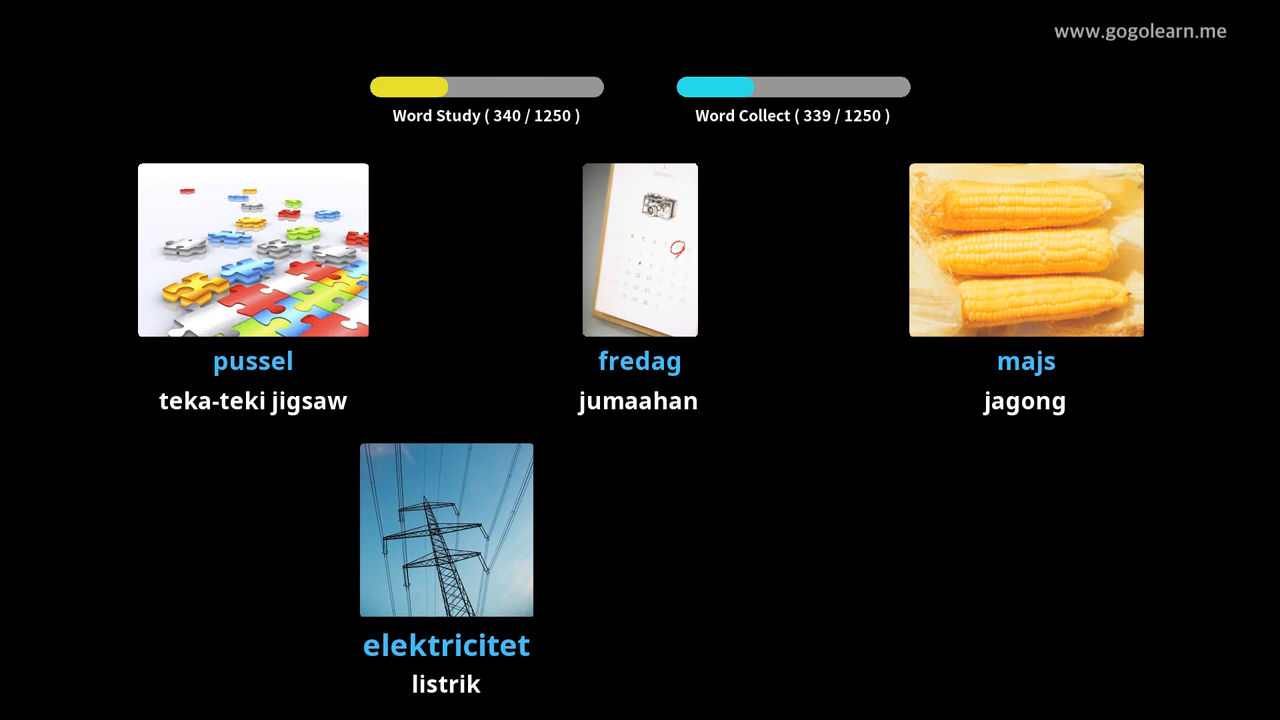 www.gogolearn.me
Word Study ( 340 / 1250 )
Word Collect ( 339 / 1250 )
pussel
fredag
majs
teka-teki jigsaw
jumaahan
jagong
elektricitet
listrik